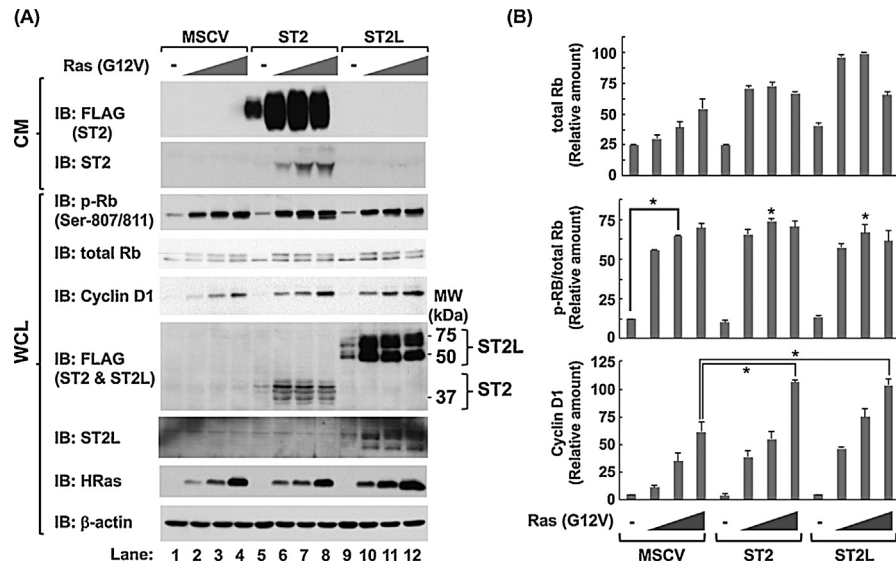 (A)
MSCV ST2 ST2L
Ras (G12V) - - -
CM
IB: FLAG
(ST2)
IB: ST2
WCL
IB: p-Rb
(Ser-807/811)
IB: total Rb
IB: Cyclin D1
MW
(kDa)
IB: FLAG
(ST2 & ST2L)
75
50
ST2L
37
ST2
IB: ST2L
IB: HRas
IB: β-actin
Lane: 1 2 3 4 5 6 7 8 9 10 11 12
(B)
total Rb
(Relative amount)
100
75
50
25
0
p-RB/total Rb
(Relative amount)
75
50
25
0
* * *
Cyclin D1
(Relative amount)
125
100
75
50
25
0
* *
Ras (G12V) - - -
MSCV ST2 ST2L